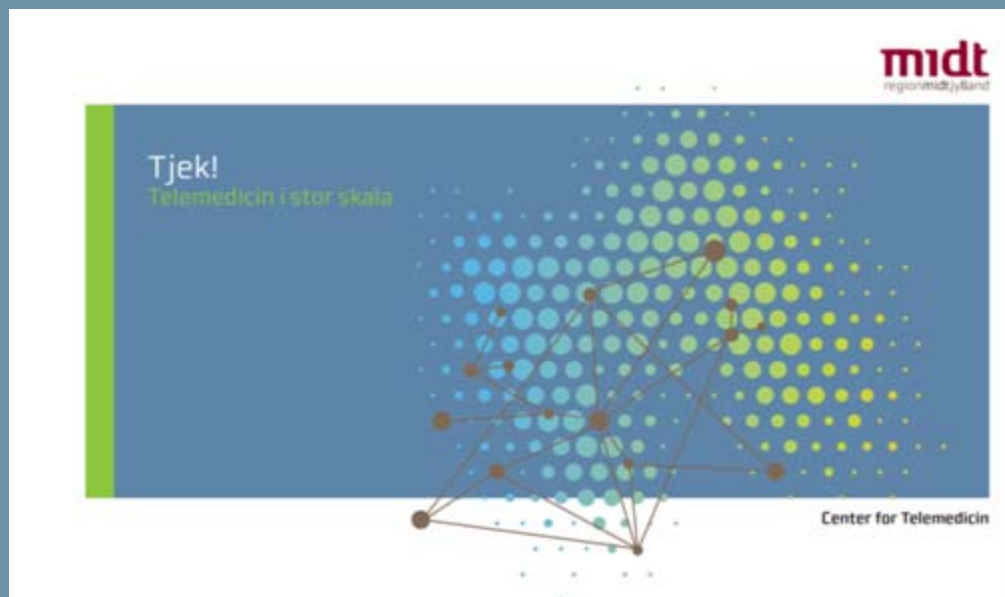 midt
regionmidtjylland
Tjek!
Telemedicin i stor skala
Center for Telemedicin